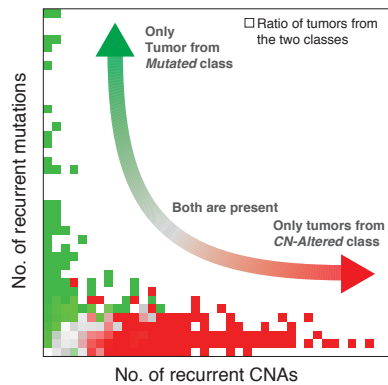 Ratio of tumors from
the two classes
Only
Tumor from
Mutated class
Both are present
Only tumors from
CN-Altered class
No. of recurrent mutations
No. of recurrent CNAs